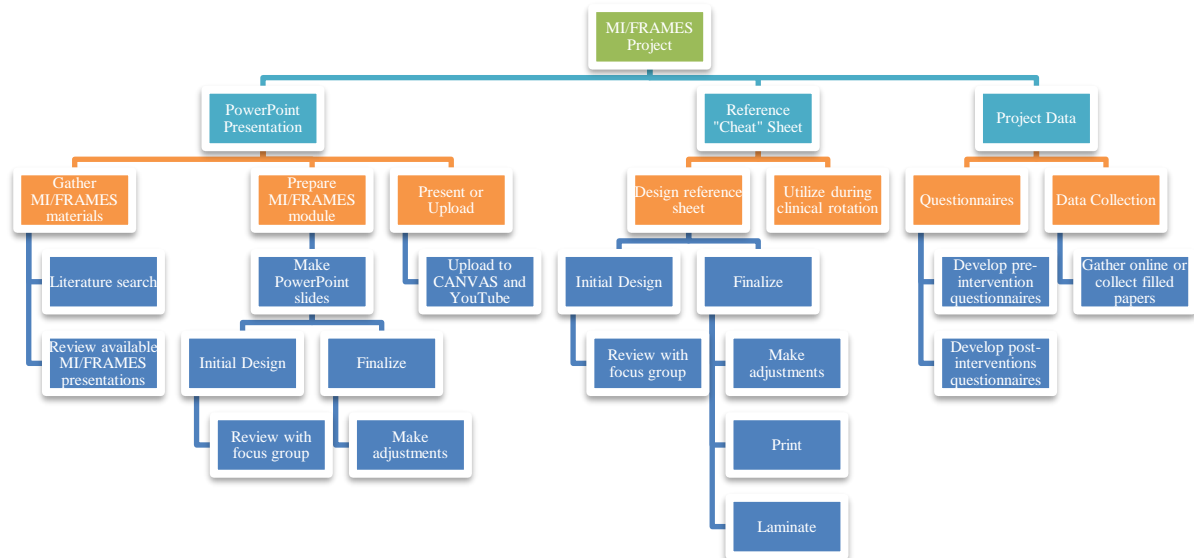 MI/FRAMES
Project
PowerPoint
Presentation
Reference
"Cheat" Sheet
Project Data
Gather
MI/FRAMES
materials
Prepare
MI/FRAMES
module
Present or
Upload
Design reference
sheet
Utilize during
clinical rotation
Questionnaires
Data Collection
Literature search
Make
PowerPoint
slides
Upload to
CANVAS and
YouTube
Initial Design
Finalize
Develop pre-
intervention
questionnaires
Gather online or
collect filled
papers
Review available
MI/FRAMES
presentations
Initial Design
Finalize
Review with
focus group
Make
adjustments
Develop post-
interventions
questionnaires
Review with
focus group
Make
adjustments
Print
Laminate